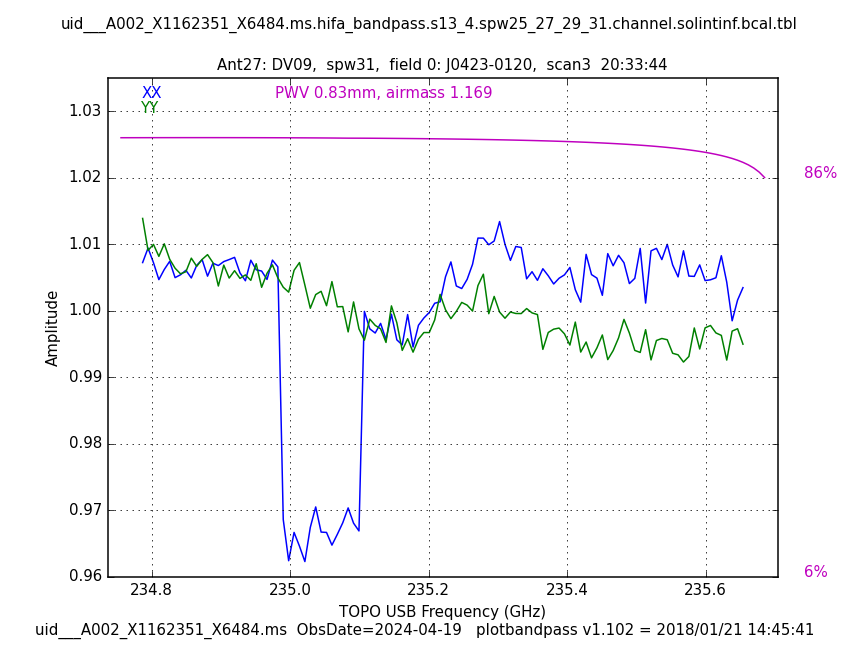 uid___A002_X1162351_X6484.ms.hifa_bandpass.s13_4.spw25_27_29_31.channel.solintinf.bcal.tbl
Ant27: DV09,  spw31,  field 0: J0423-0120,  scan3  20:33:44
XX
YY
PWV 0.83mm, airmass 1.169
86%
6%
1.03
1.02
1.01
1.00
0.99
0.98
0.97
0.96
Amplitude
234.8
235.0
235.2
235.4
235.6
TOPO USB Frequency (GHz)
uid___A002_X1162351_X6484.ms  ObsDate=2024-04-19   plotbandpass v1.102 = 2018/01/21 14:45:41